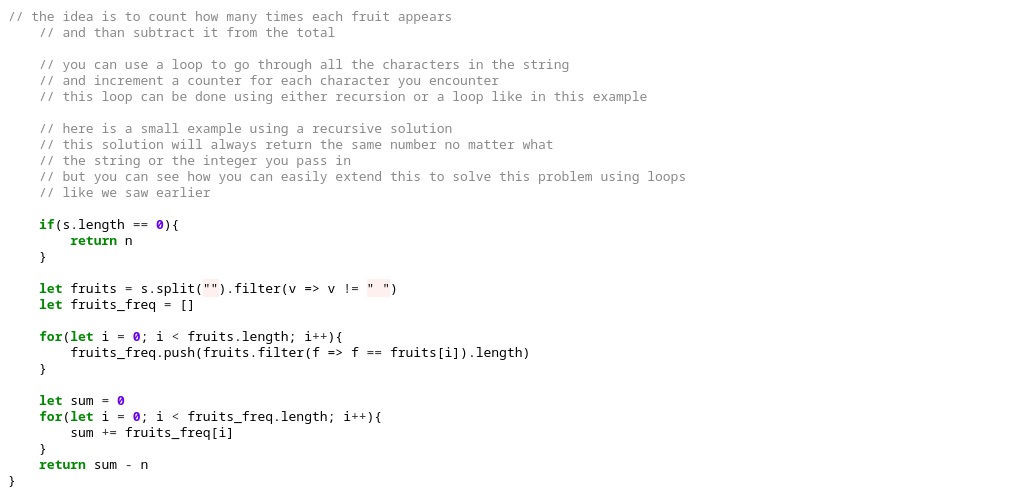 // the idea is to count how many times each fruit appears
// and than subtract it from the total
// you can use a loop to go through all the characters in the string
// and increment a counter for each character you encounter
// this loop can be done using either recursion or a loop like in this example
// here is a small example using a recursive solution
// this solution will always return the same number no matter what
// the string or the integer you pass in
// but you can see how you can easily extend this to solve this problem using loops
// like we saw earlier
if(s.length == 0){
return n
}
let fruits = s.split("").filter(v => v != " ")
let fruits_freq = []
for(let i = 0; i < fruits.length; i++){
fruits_freq.push(fruits.filter(f => f == fruits[i]).length)
}
let sum = 0
for(let i = 0; i < fruits_freq.length; i++){
sum += fruits_freq[i]
}
return sum - n
}